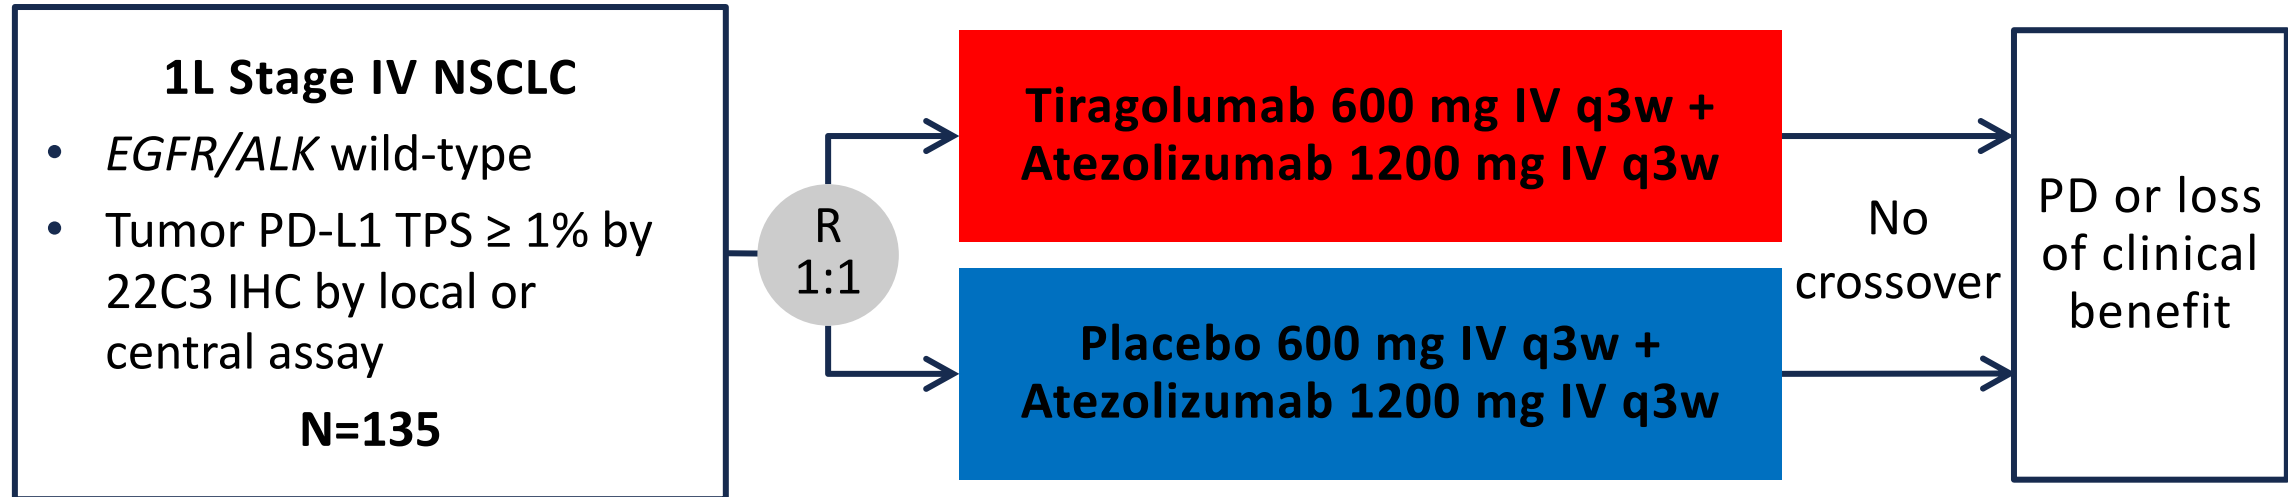 1L Stage IV NSCLC
• EGFR/ALK wild-type
• Tumor PD-L1 TPS ≥ 1% by
22C3 IHC by local or
central assay
N=135
R
1:1
Tiragolumab 600 mg IV q3w +
Atezolizumab 1200 mg IV q3w
Placebo 600 mg IV q3w +
Atezolizumab 1200 mg IV q3w
No
crossover
PD or loss
of clinical
benefit